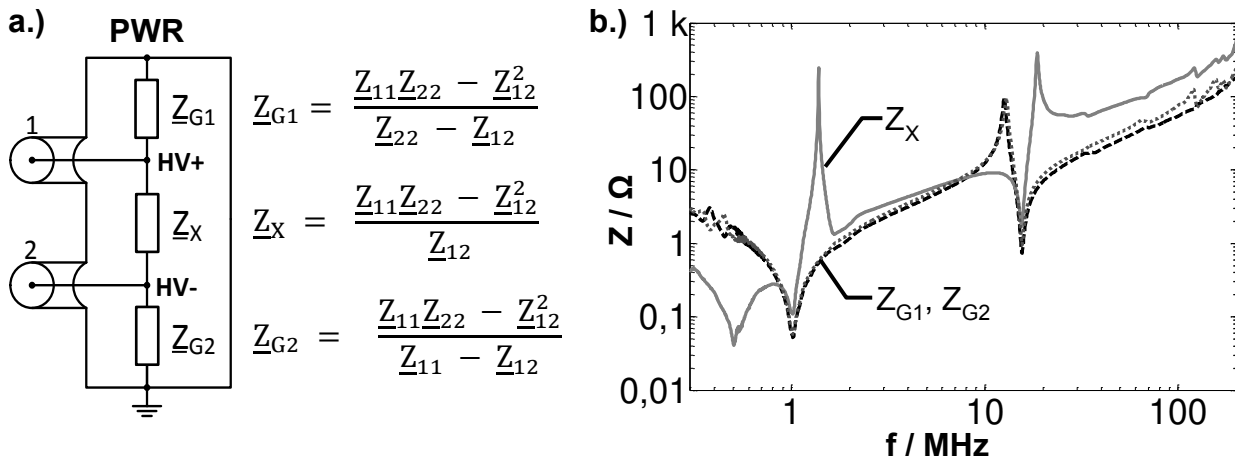 a.)
PWR
1
2
Z_G1
HV+
Z_X
HV-
Z_G2
Z_G1 = (Z_11 Z_22 − Z_12^2) / (Z_22 − Z_12)
Z_X = (Z_11 Z_22 − Z_12^2) / Z_12
Z_G2 = (Z_11 Z_22 − Z_12^2) / (Z_11 − Z_12)
b.)
Z / Ω
1 k
100
10
1
0,1
0,01
Z_X
Z_G1, Z_G2
1
10
100
f / MHz